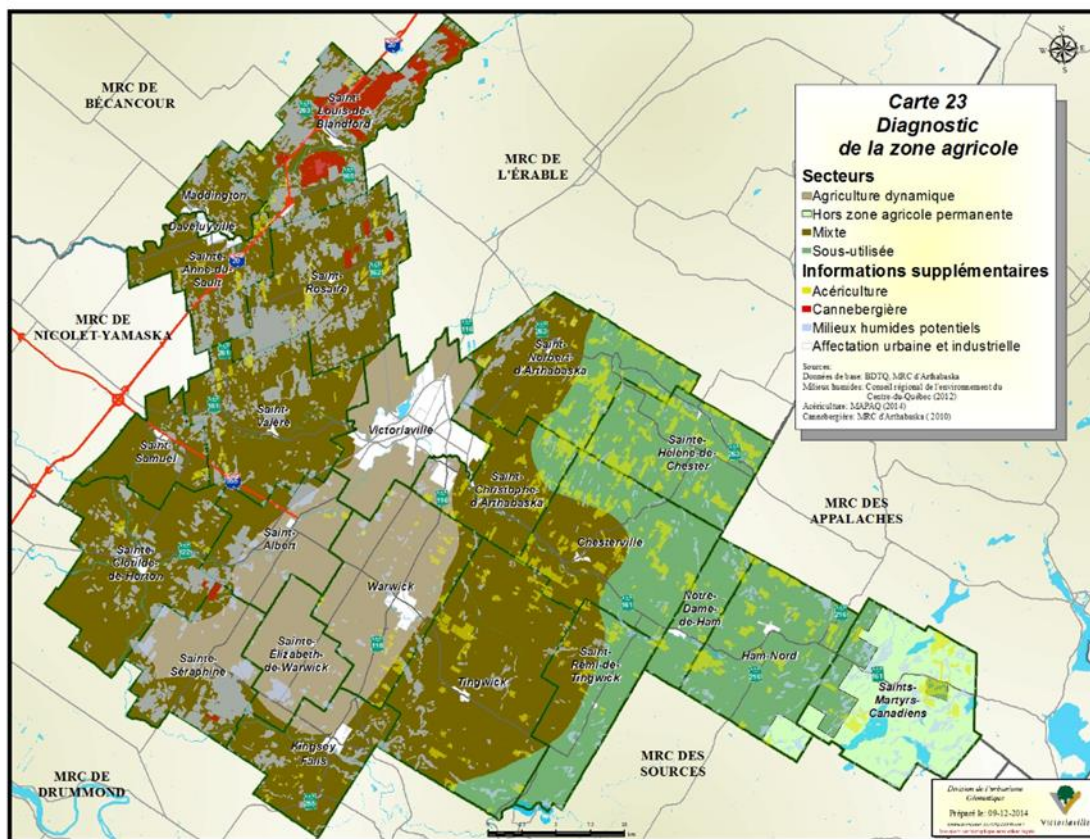 MRC DE
BÉCANCOUR
MRC DE
L'ÉRABLE
MRC DE
NICOLET-YAMASKA
MRC DES
APPALACHES
MRC DES
SOURCES
MRC DE
DRUMMOND
Carte 23
Diagnostic
de la zone agricole
Secteurs
Agriculture dynamique
Hors zone agricole permanente
Mixte
Sous-utilisée
Informations supplémentaires
Acériculture
Cannebergière
Milieux humides potentiels
Affectation urbaine et industrielle
Sources:
Données de base: BDTQ, MRC d'Arthabaska
Milieux humides: Conseil régional de l'environnement du
Centre-du-Québec (2012)
Acériculture: MAPAQ (2014)
Cannebergière: MRC d'Arthabaska (2010)
Saint-
Louis-de-
Blandford
Maddington
Daveluyville
Sainte-
Anne-du-
Sault
Saint-
Rosaire
Saint-
Norbert-
d'Arthabaska
Saint-
Valère
Victoriaville
Sainte-
Hélène-de-
Chester
Saint-
Samuel
Saint-
Christophe-
d'Arthabaska
Saint-
Albert
Chesterville
Sainte-
Clotilde-
de-Horton
Warwick
Notre-
Dame-
de-Ham
Sainte-
Élizabeth-
de-Warwick
Sainte-
Séraphine
Saint-
Rémi-de-
Tingwick
Ham-Nord
Tingwick
Saints-
Martyrs-
Canadiens
Kingsey
Falls
Division de l'urbanisme
Géomatique
Préparé le: 09-12-2014
Victoriaville